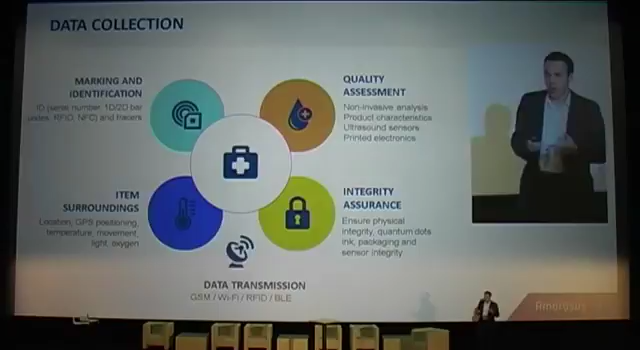 DATA COLLECTION
MARKING AND
IDENTIFICATION
ID (serial number, 1D/2D bar
codes, RFID, NFC) and tracers
QUALITY
ASSESSMENT
Non-invasive analysis
Product characteristics
Ultrasound sensors
Printed electronics
ITEM
SURROUNDINGS
Location, GPS positioning,
temperature, movement,
light, oxygen
INTEGRITY
ASSURANCE
Ensure physical
integrity, quantum dots
ink, packaging and
sensor integrity
DATA TRANSMISSION
GSM / Wi-Fi / RFID / BLE